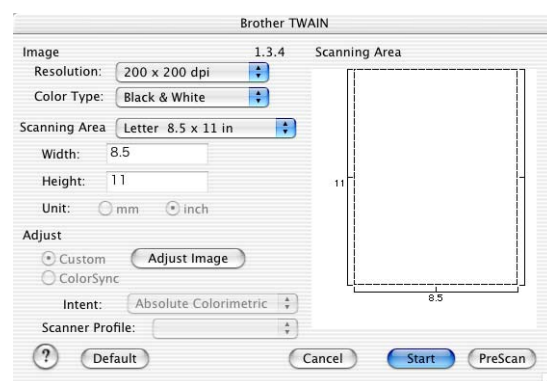 Brother TWAIN
Image 1.3.4
Resolution: 200 x 200 dpi
Color Type: Black & White
Scanning Area Letter 8.5 x 11 in
Width: 8.5
Height: 11
Unit: mm inch
Adjust
Custom Adjust Image
ColorSync
Intent: Absolute Colorimetric
Scanner Profile:
Scanning Area
11
8.5
? Default Cancel Start PreScan